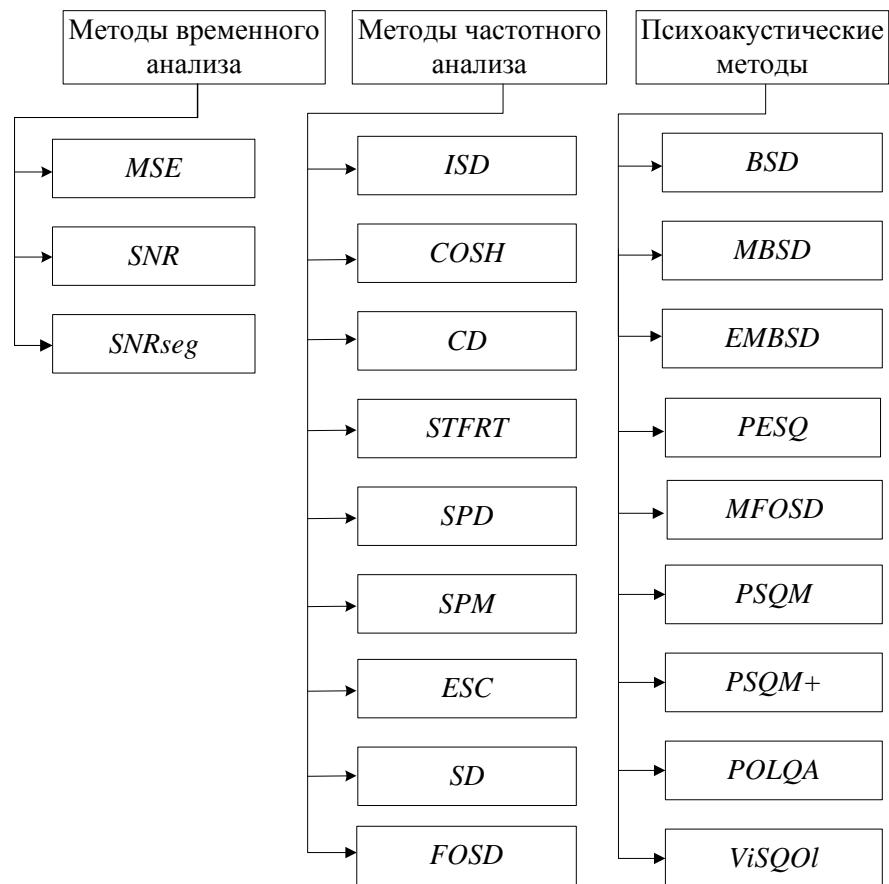 Методы временного
анализа
MSE
SNR
SNRseg
Методы частотного
анализа
ISD
COSH
CD
STFRT
SPD
SPM
ESC
SD
FOSD
Психоакустические
методы
BSD
MBSD
EMBSD
PESQ
MFOSD
PSQM
PSQM+
POLQA
ViSQOl